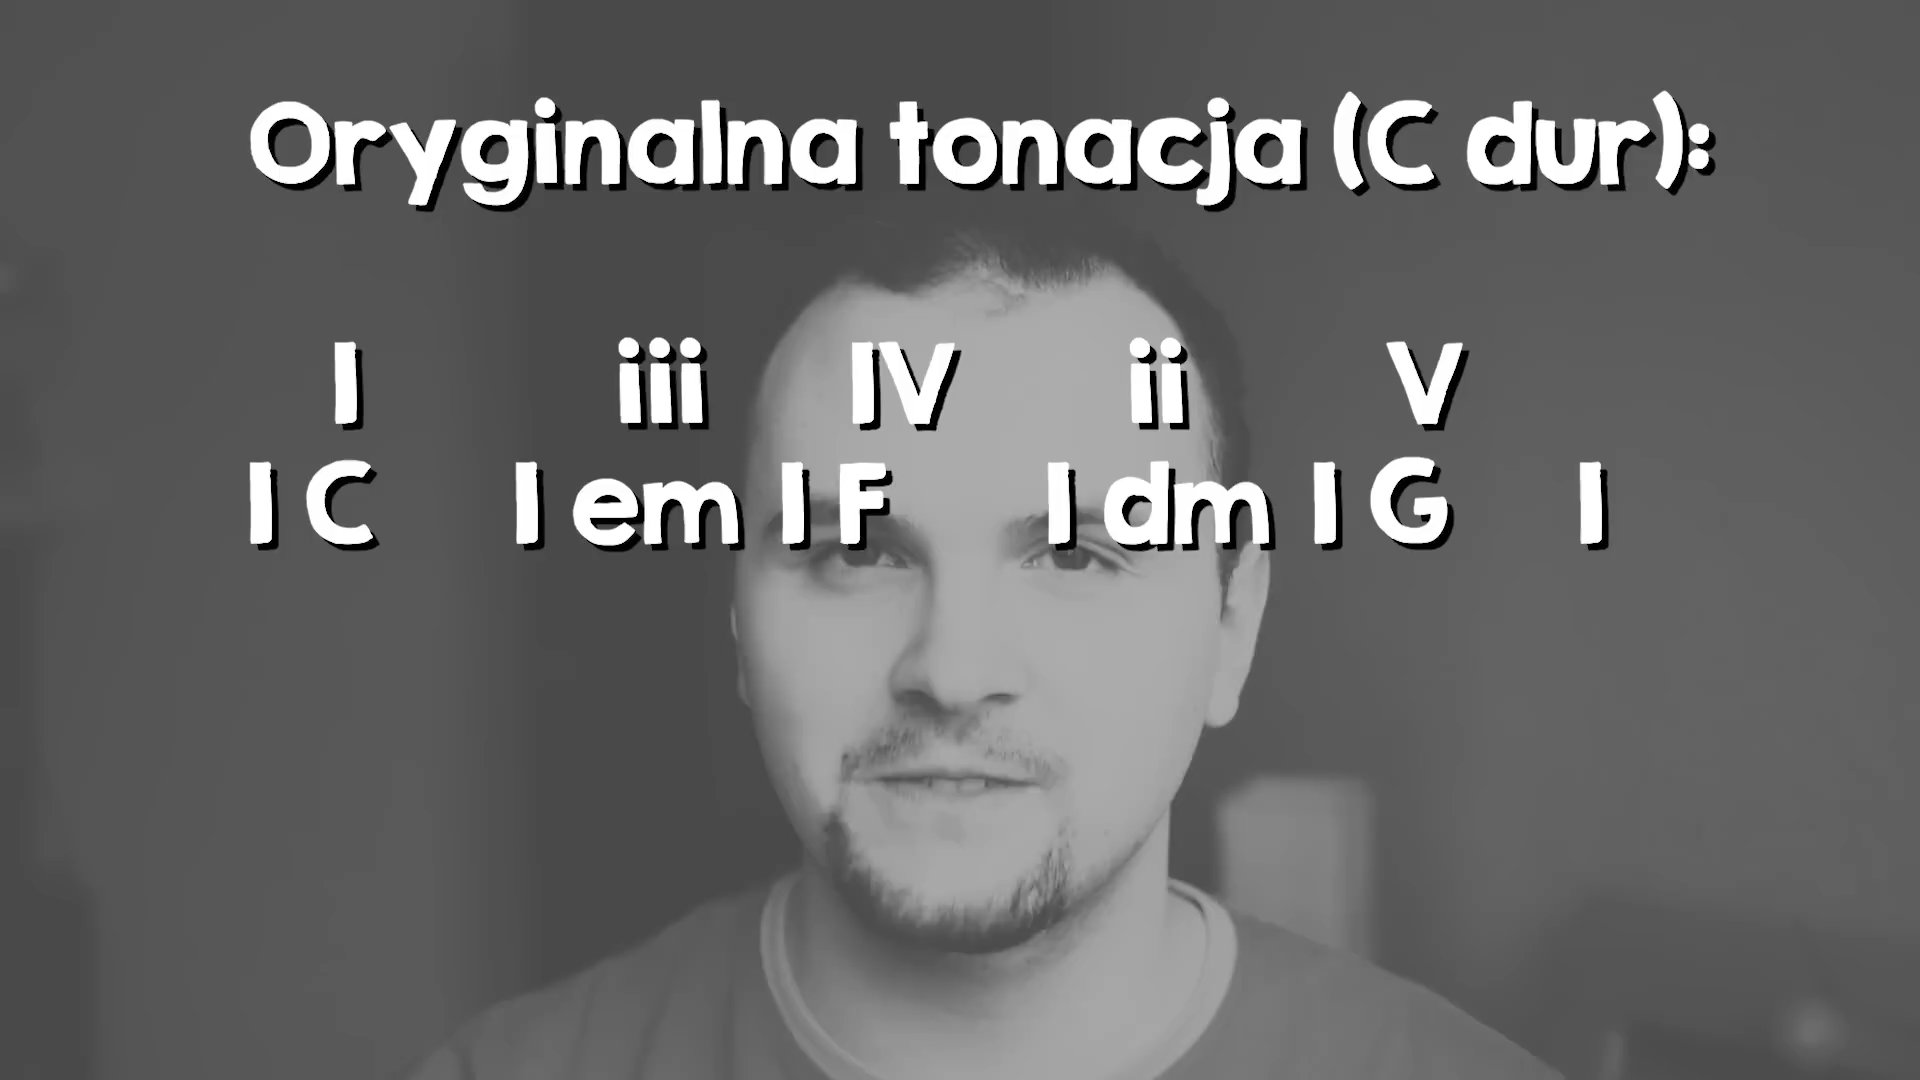 Oryginalna tonacja (C dur):
I iii IV ii V
| C | em | F | dm | G |